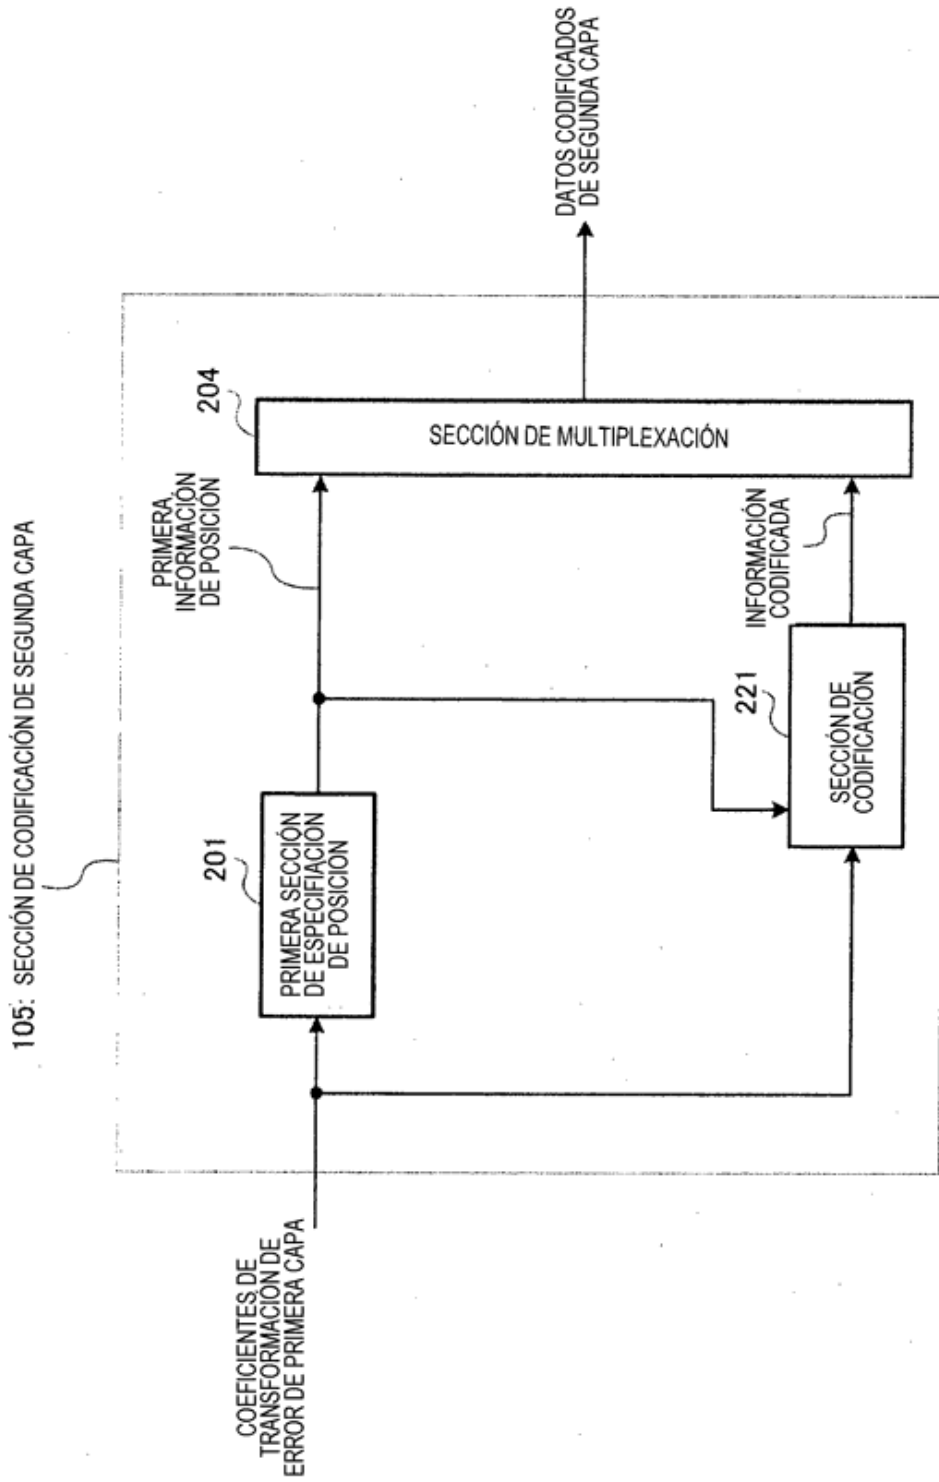 105: SECCIÓN DE CODIFICACIÓN DE SEGUNDA CAPA
COEFICIENTES DE
TRANSFORMACIÓN DE
ERROR DE PRIMERA CAPA
201
PRIMERA SECCIÓN
DE ESPECIFIACIÓN
DE POSICIÓN
PRIMERA
INFORMACIÓN
DE POSICIÓN
204
SECCIÓN DE MULTIPLEXACIÓN
221
SECCIÓN DE
CODIFICACIÓN
INFORMACIÓN
CODIFICADA
DATOS CODIFICADOS
DE SEGUNDA CAPA